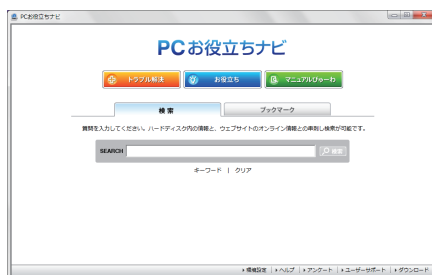 PCお役立ちナビ
PCお役立ちナビ
トラブル解決 お役立ち マニュアルびゅーわ
検索 ブックマーク
質問を入力してください。ハードディスク内の情報と、ウェブサイトのオンライン情報との串刺し検索が可能です。
SEARCH 検索
キーワード | クリア
環境設定 | ヘルプ | アンケート | ユーザーサポート | ダウンロード